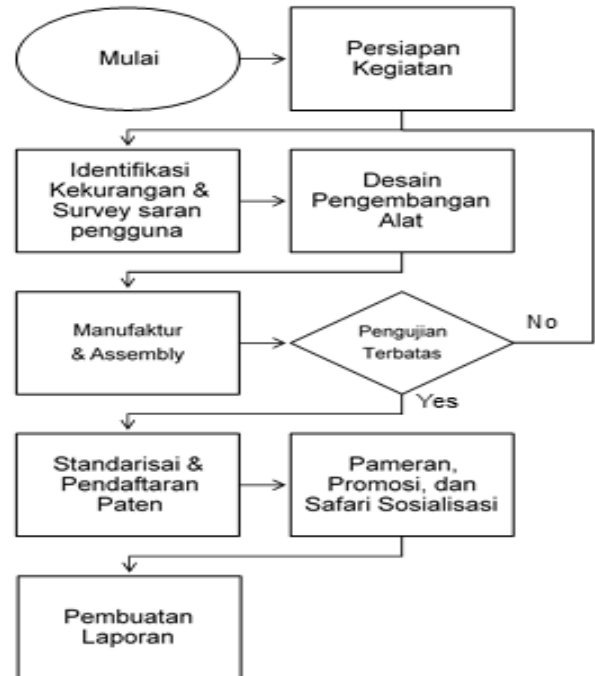 Mulai
Persiapan
Kegiatan
Identifikasi
Kekurangan &
Survey saran
pengguna
Desain
Pengembangan
Alat
Manufaktur
& Assembly
Pengujian
Terbatas
No
Yes
Standarisai &
Pendaftaran
Paten
Pameran,
Promosi, dan
Safari Sosialisasi
Pembuatan
Laporan